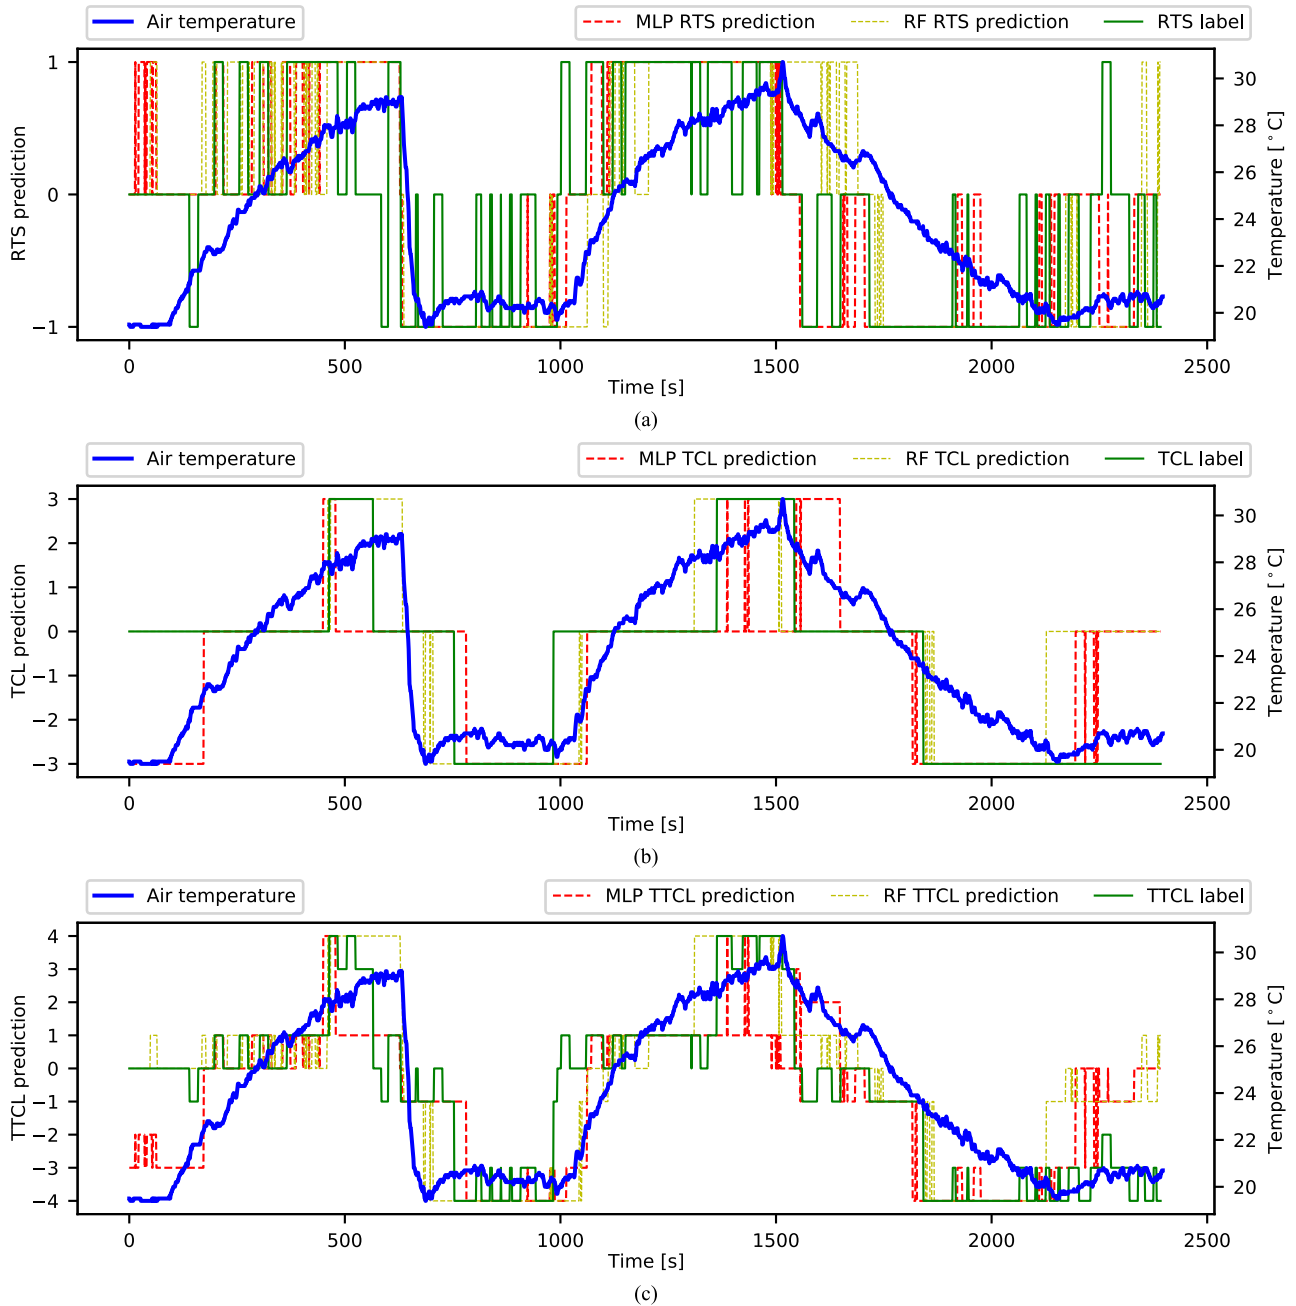 Air temperature MLP RTS prediction RF RTS prediction RTS label
1 0 −1
RTS prediction
30 28 26 24 22 20
Temperature [°C]
0 500 1000 1500 2000 2500
Time [s]
(a)
Air temperature MLP TCL prediction RF TCL prediction TCL label
3 2 1 0 −1 −2 −3
TCL prediction
30 28 26 24 22 20
Temperature [°C]
0 500 1000 1500 2000 2500
Time [s]
(b)
Air temperature MLP TTCL prediction RF TTCL prediction TTCL label
4 3 2 1 0 −1 −2 −3 −4
TTCL prediction
30 28 26 24 22 20
Temperature [°C]
0 500 1000 1500 2000 2500
Time [s]
(c)